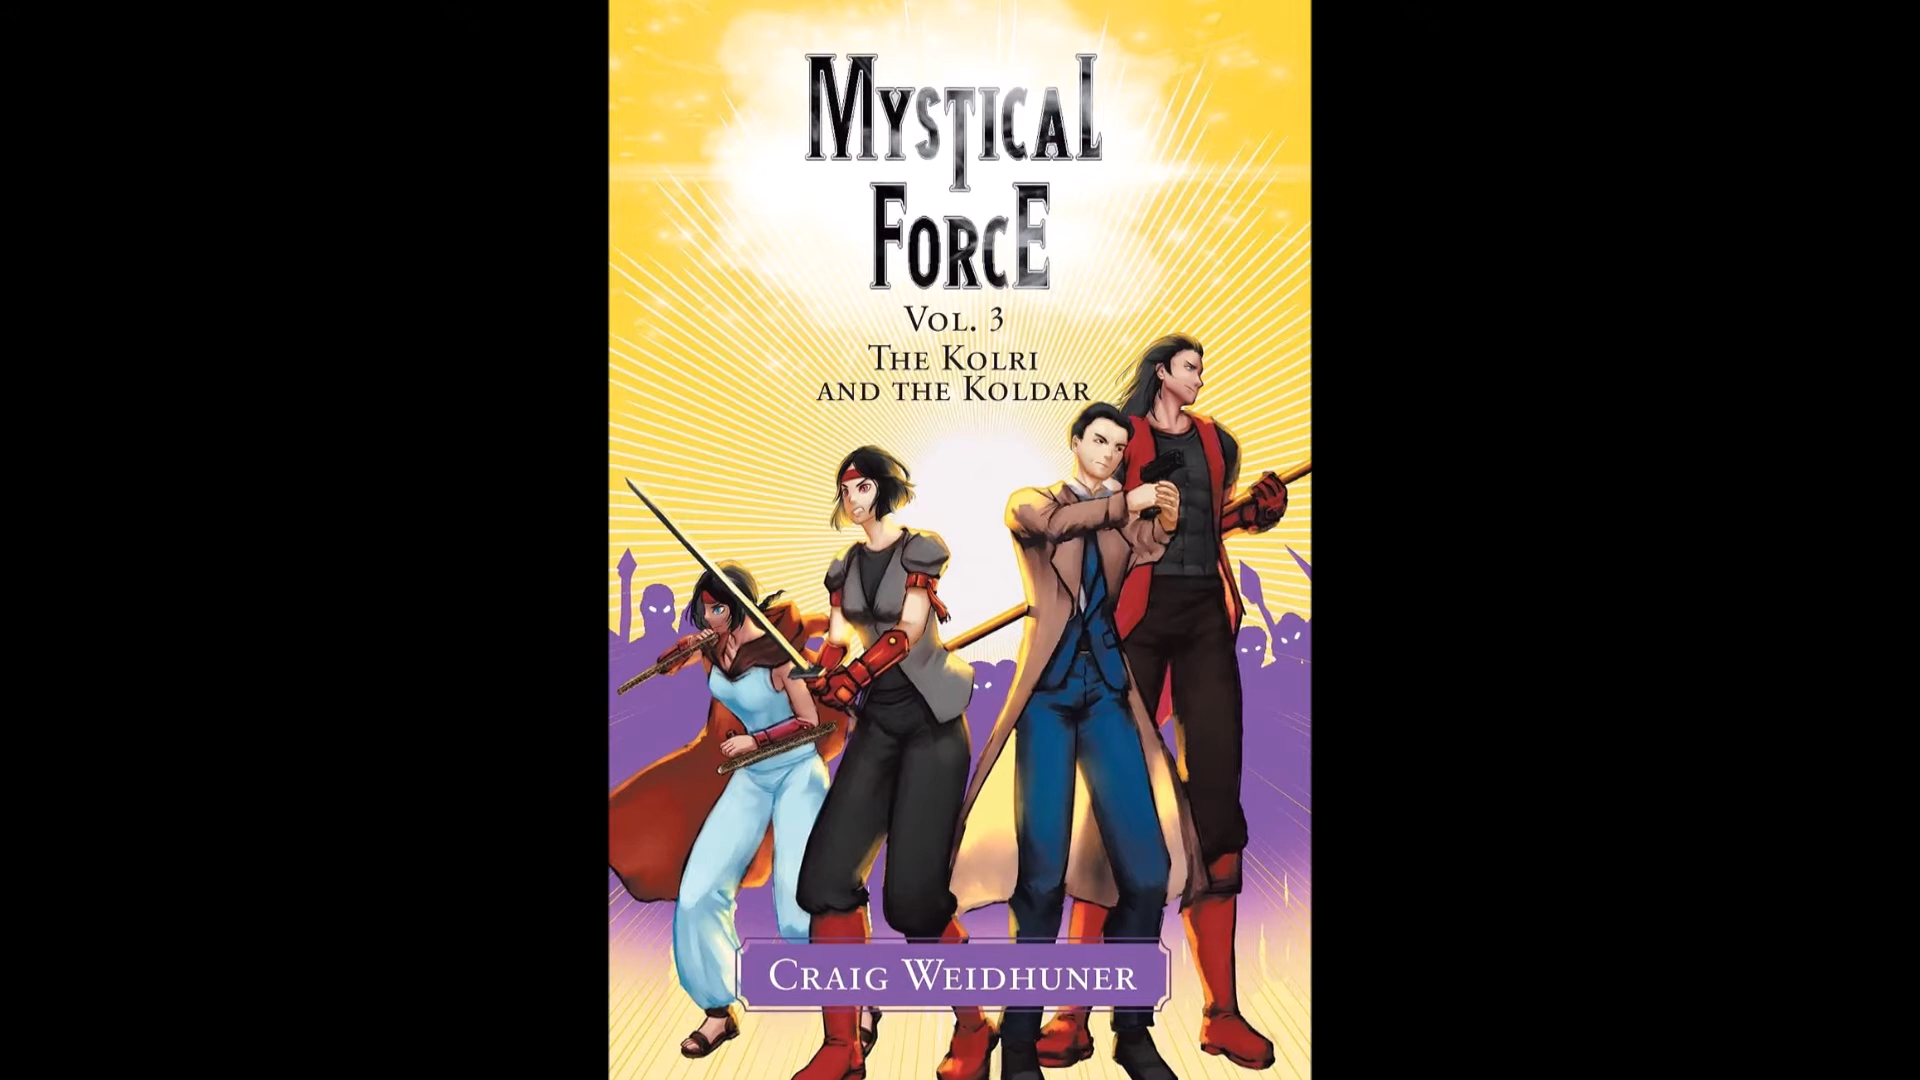 Mystical
Force
Vol. 3
The Kolri
and the Koldar
Craig Weidhuner